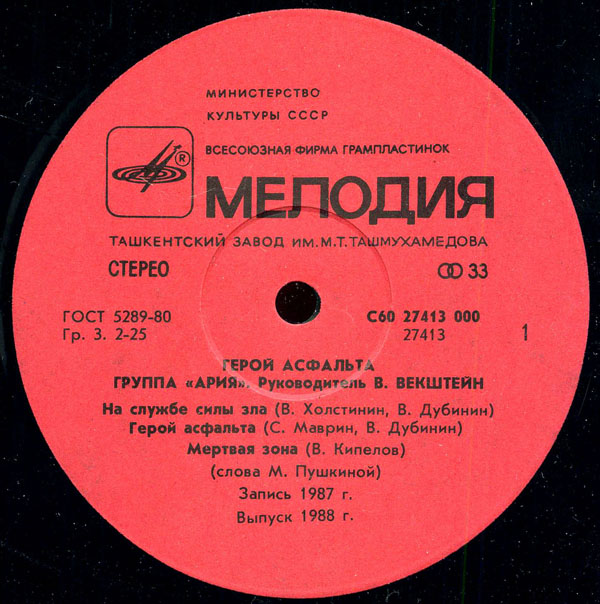 МИНИСТЕРСТВО
КУЛЬТУРЫ СССР
ВСЕСОЮЗНАЯ ФИРМА ГРАМПЛАСТИНОК
®
МЕЛОДИЯ
ТАШКЕНТСКИЙ ЗАВОД ИМ. М.Т. ТАШМУХАМЕДОВА
СТЕРЕО 33
ГОСТ 5289-80 С60 27413 000
Гр. 3. 2-25 27413 1
ГЕРОЙ АСФАЛЬТА
ГРУППА «АРИЯ». Руководитель В. ВЕКШТЕЙН
На службе силы зла (В. Холстинин, В. Дубинин)
Герой асфальта (С. Маврин, В. Дубинин)
Мертвая зона (В. Кипелов)
(слова М. Пушкиной)
Запись 1987 г.
Выпуск 1988 г.